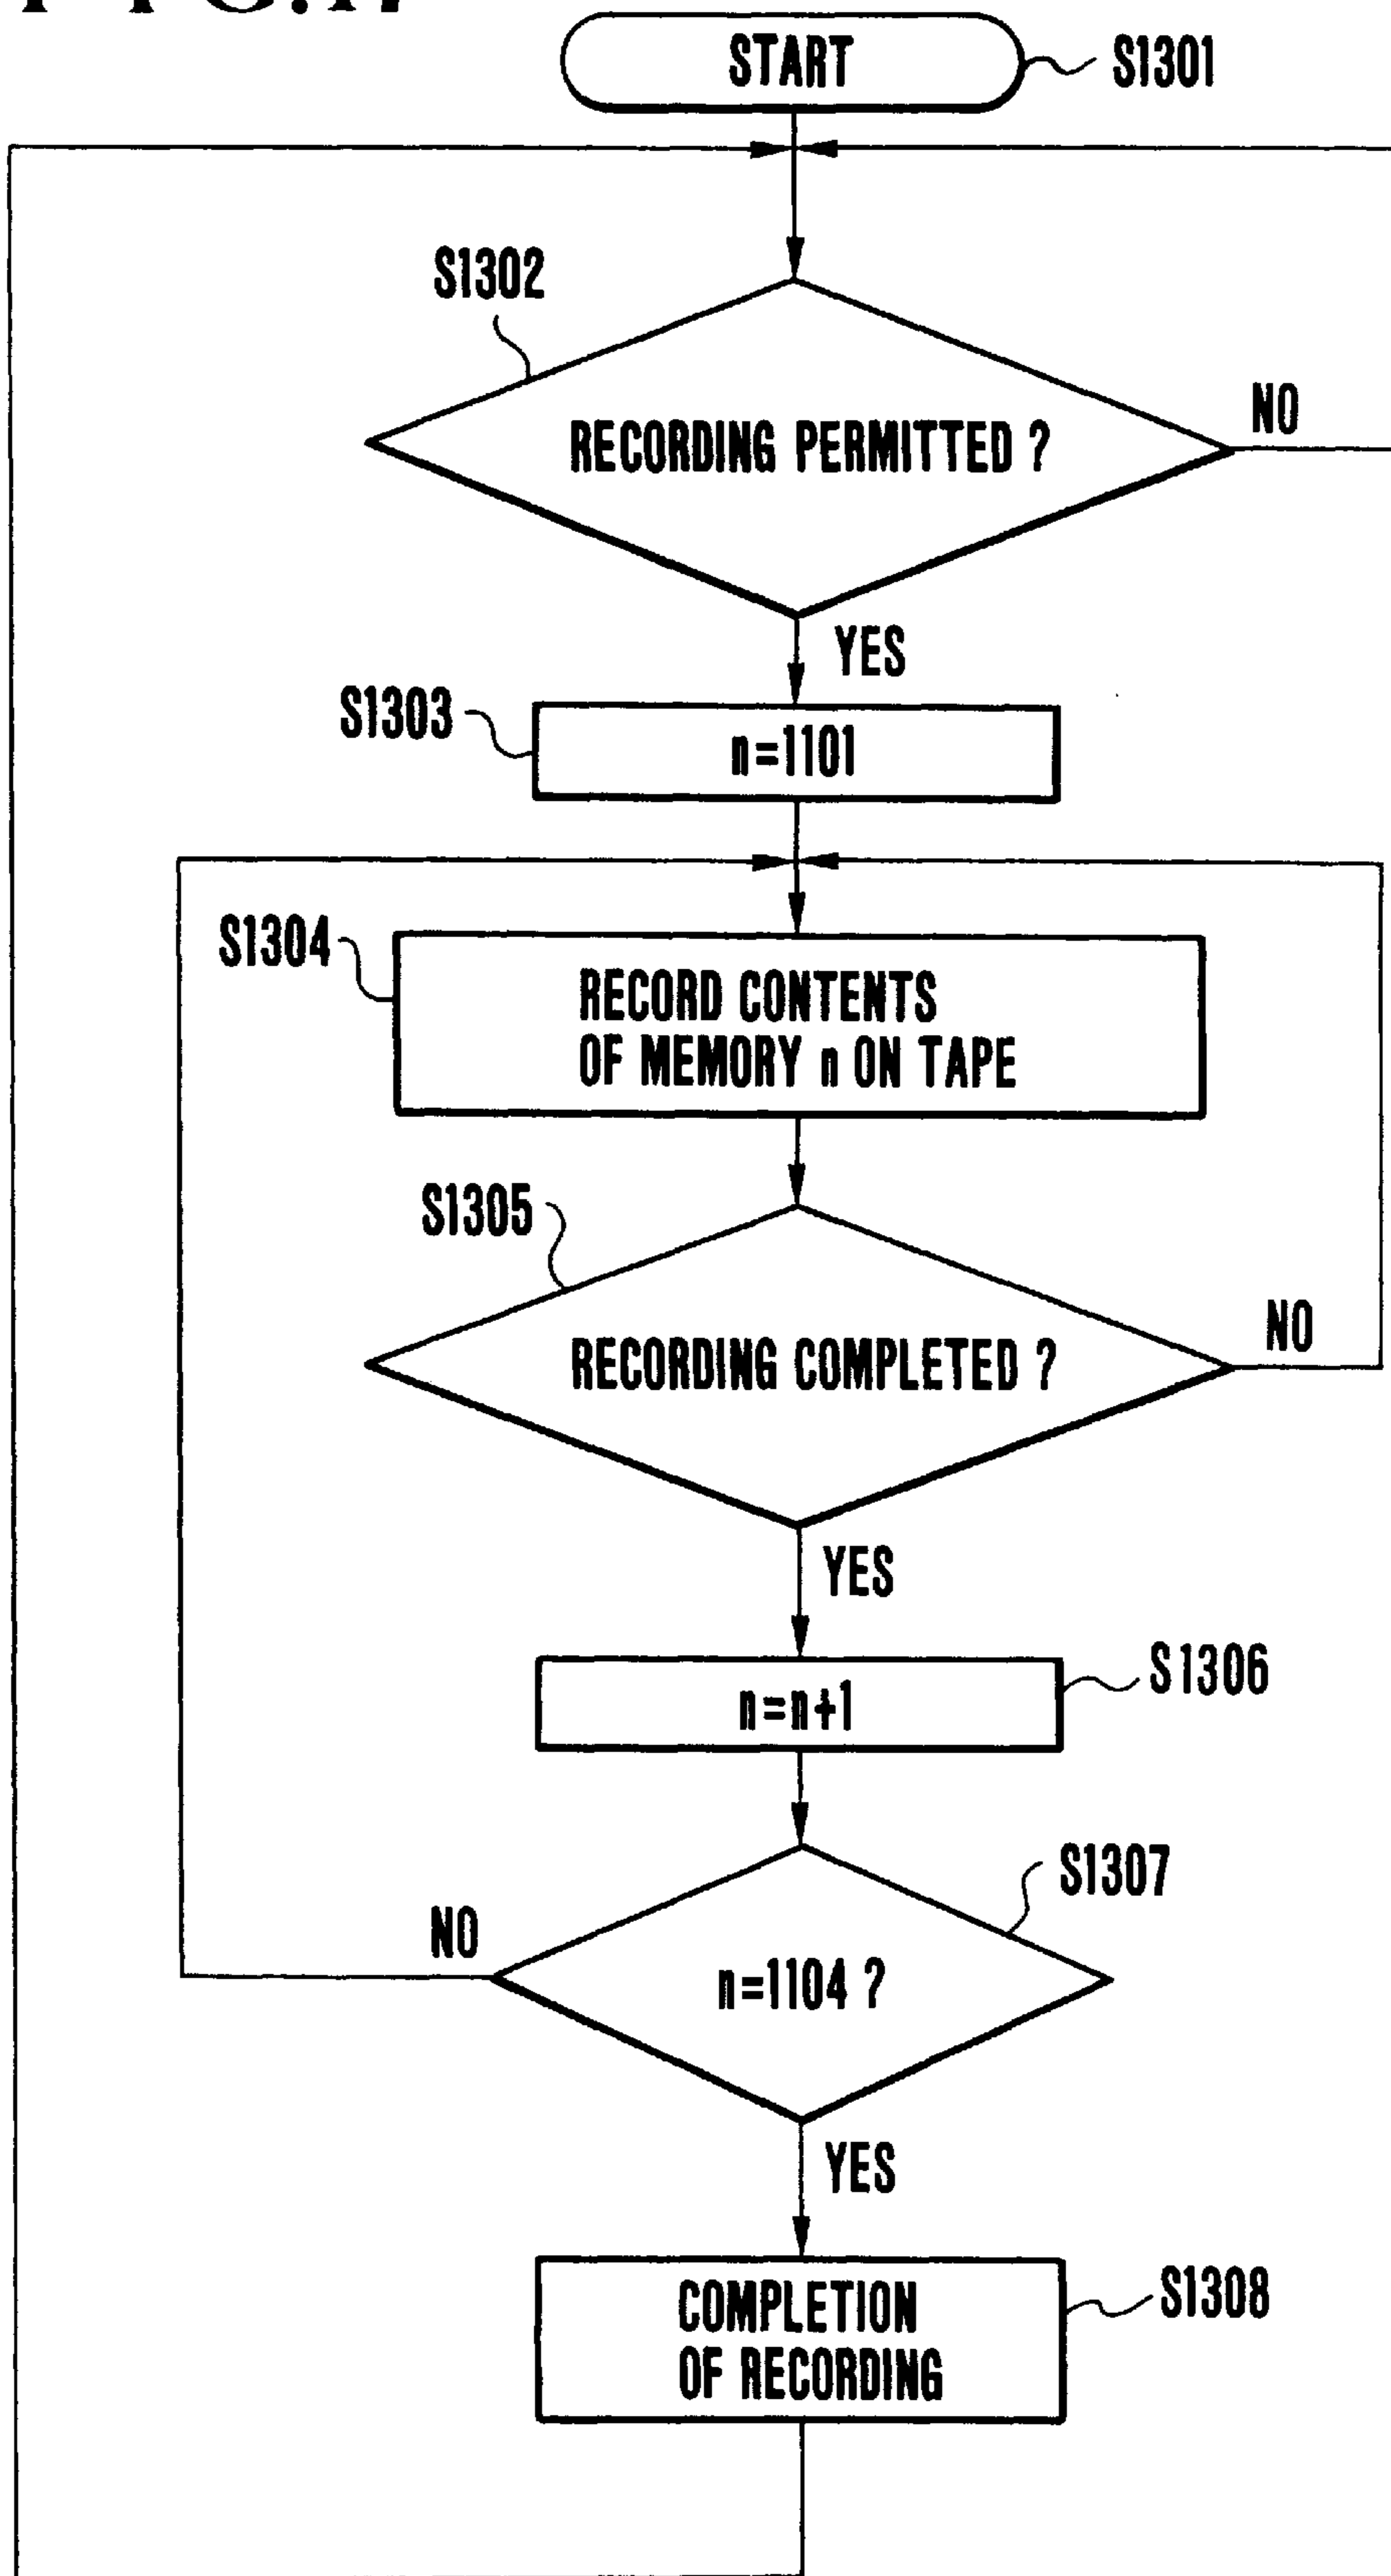 START
S1301
S1302
RECORDING PERMITTED ?
NO
YES
S1303
n=1101
S1304
RECORD CONTENTS
OF MEMORY n ON TAPE
S1305
RECORDING COMPLETED ?
NO
YES
n=n+1
S1306
S1307
NO
n=1104 ?
YES
COMPLETION
OF RECORDING
S1308